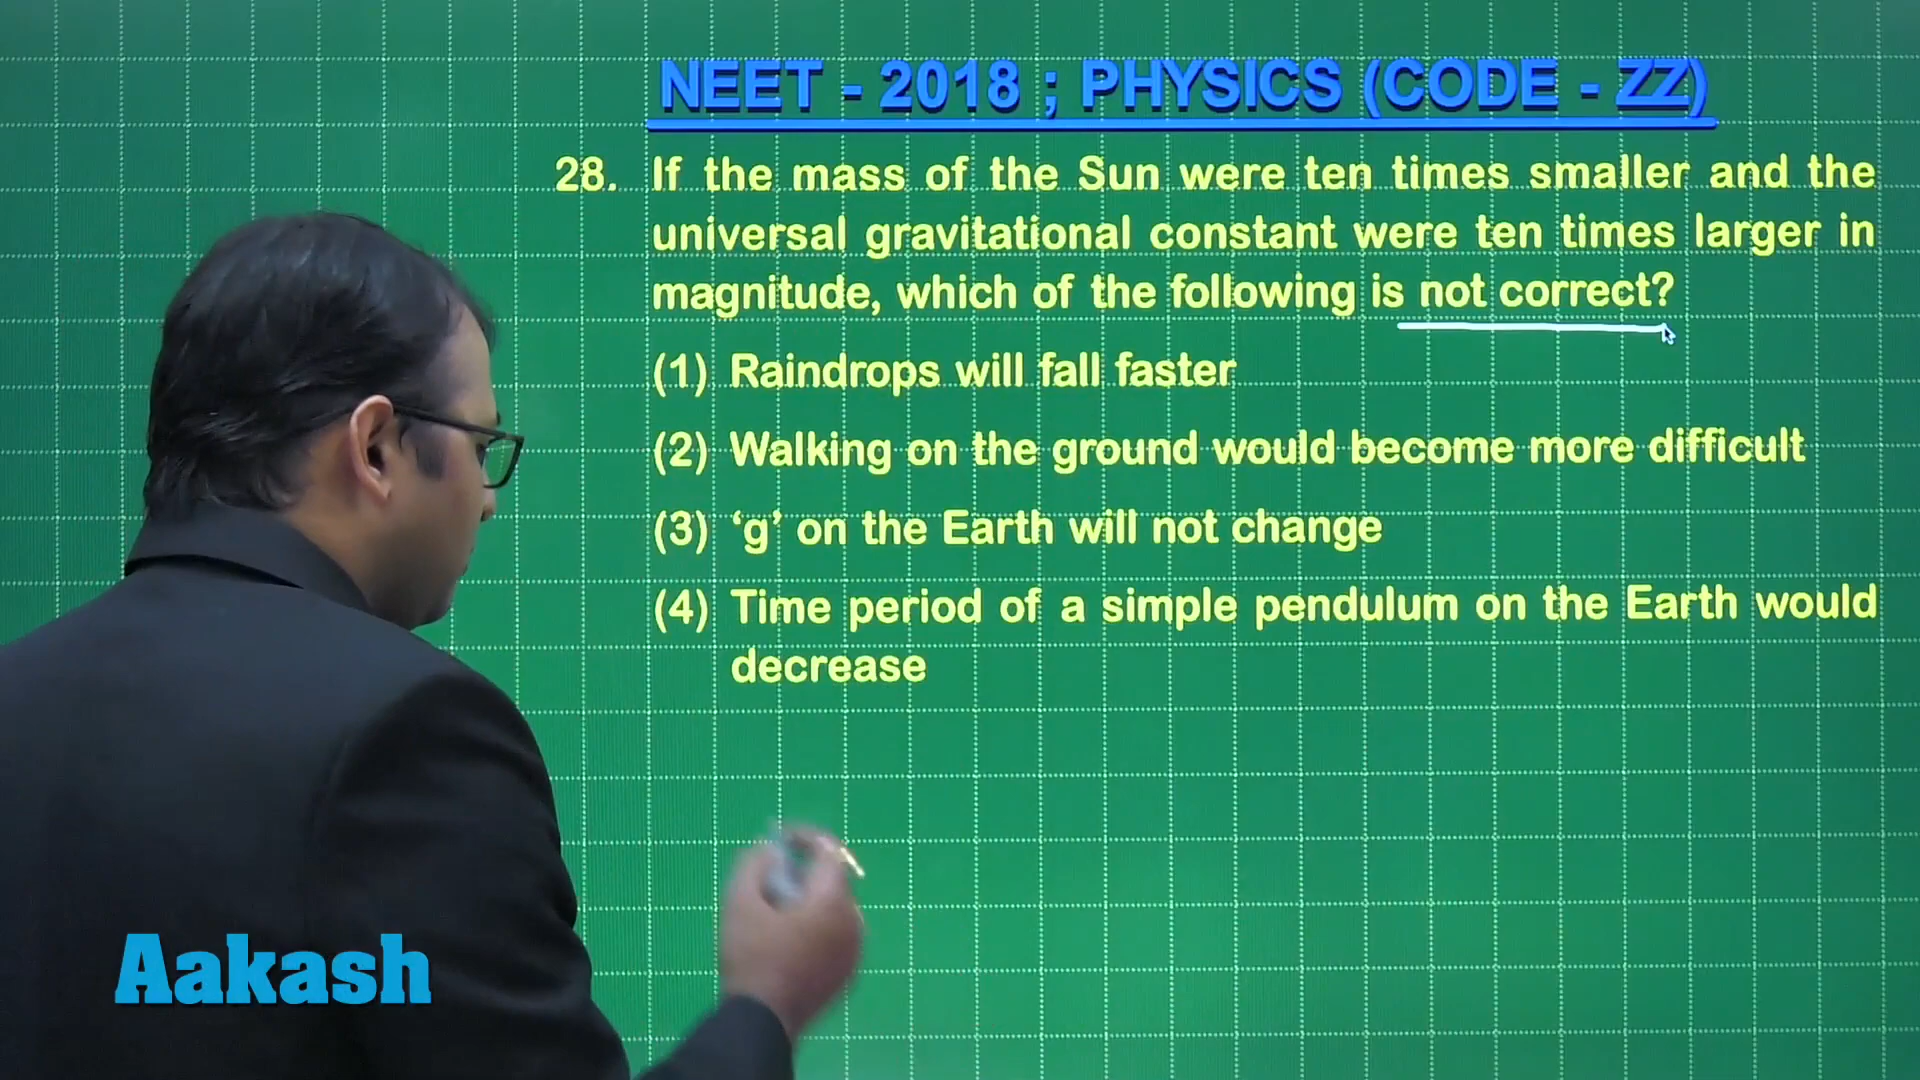 NEET - 2018 ; PHYSICS (CODE - ZZ)
28. If the mass of the Sun were ten times smaller and the
universal gravitational constant were ten times larger in
magnitude, which of the following is not correct?
(1) Raindrops will fall faster
(2) Walking on the ground would become more difficult
(3) ‘g’ on the Earth will not change
(4) Time period of a simple pendulum on the Earth would
decrease
Aakash